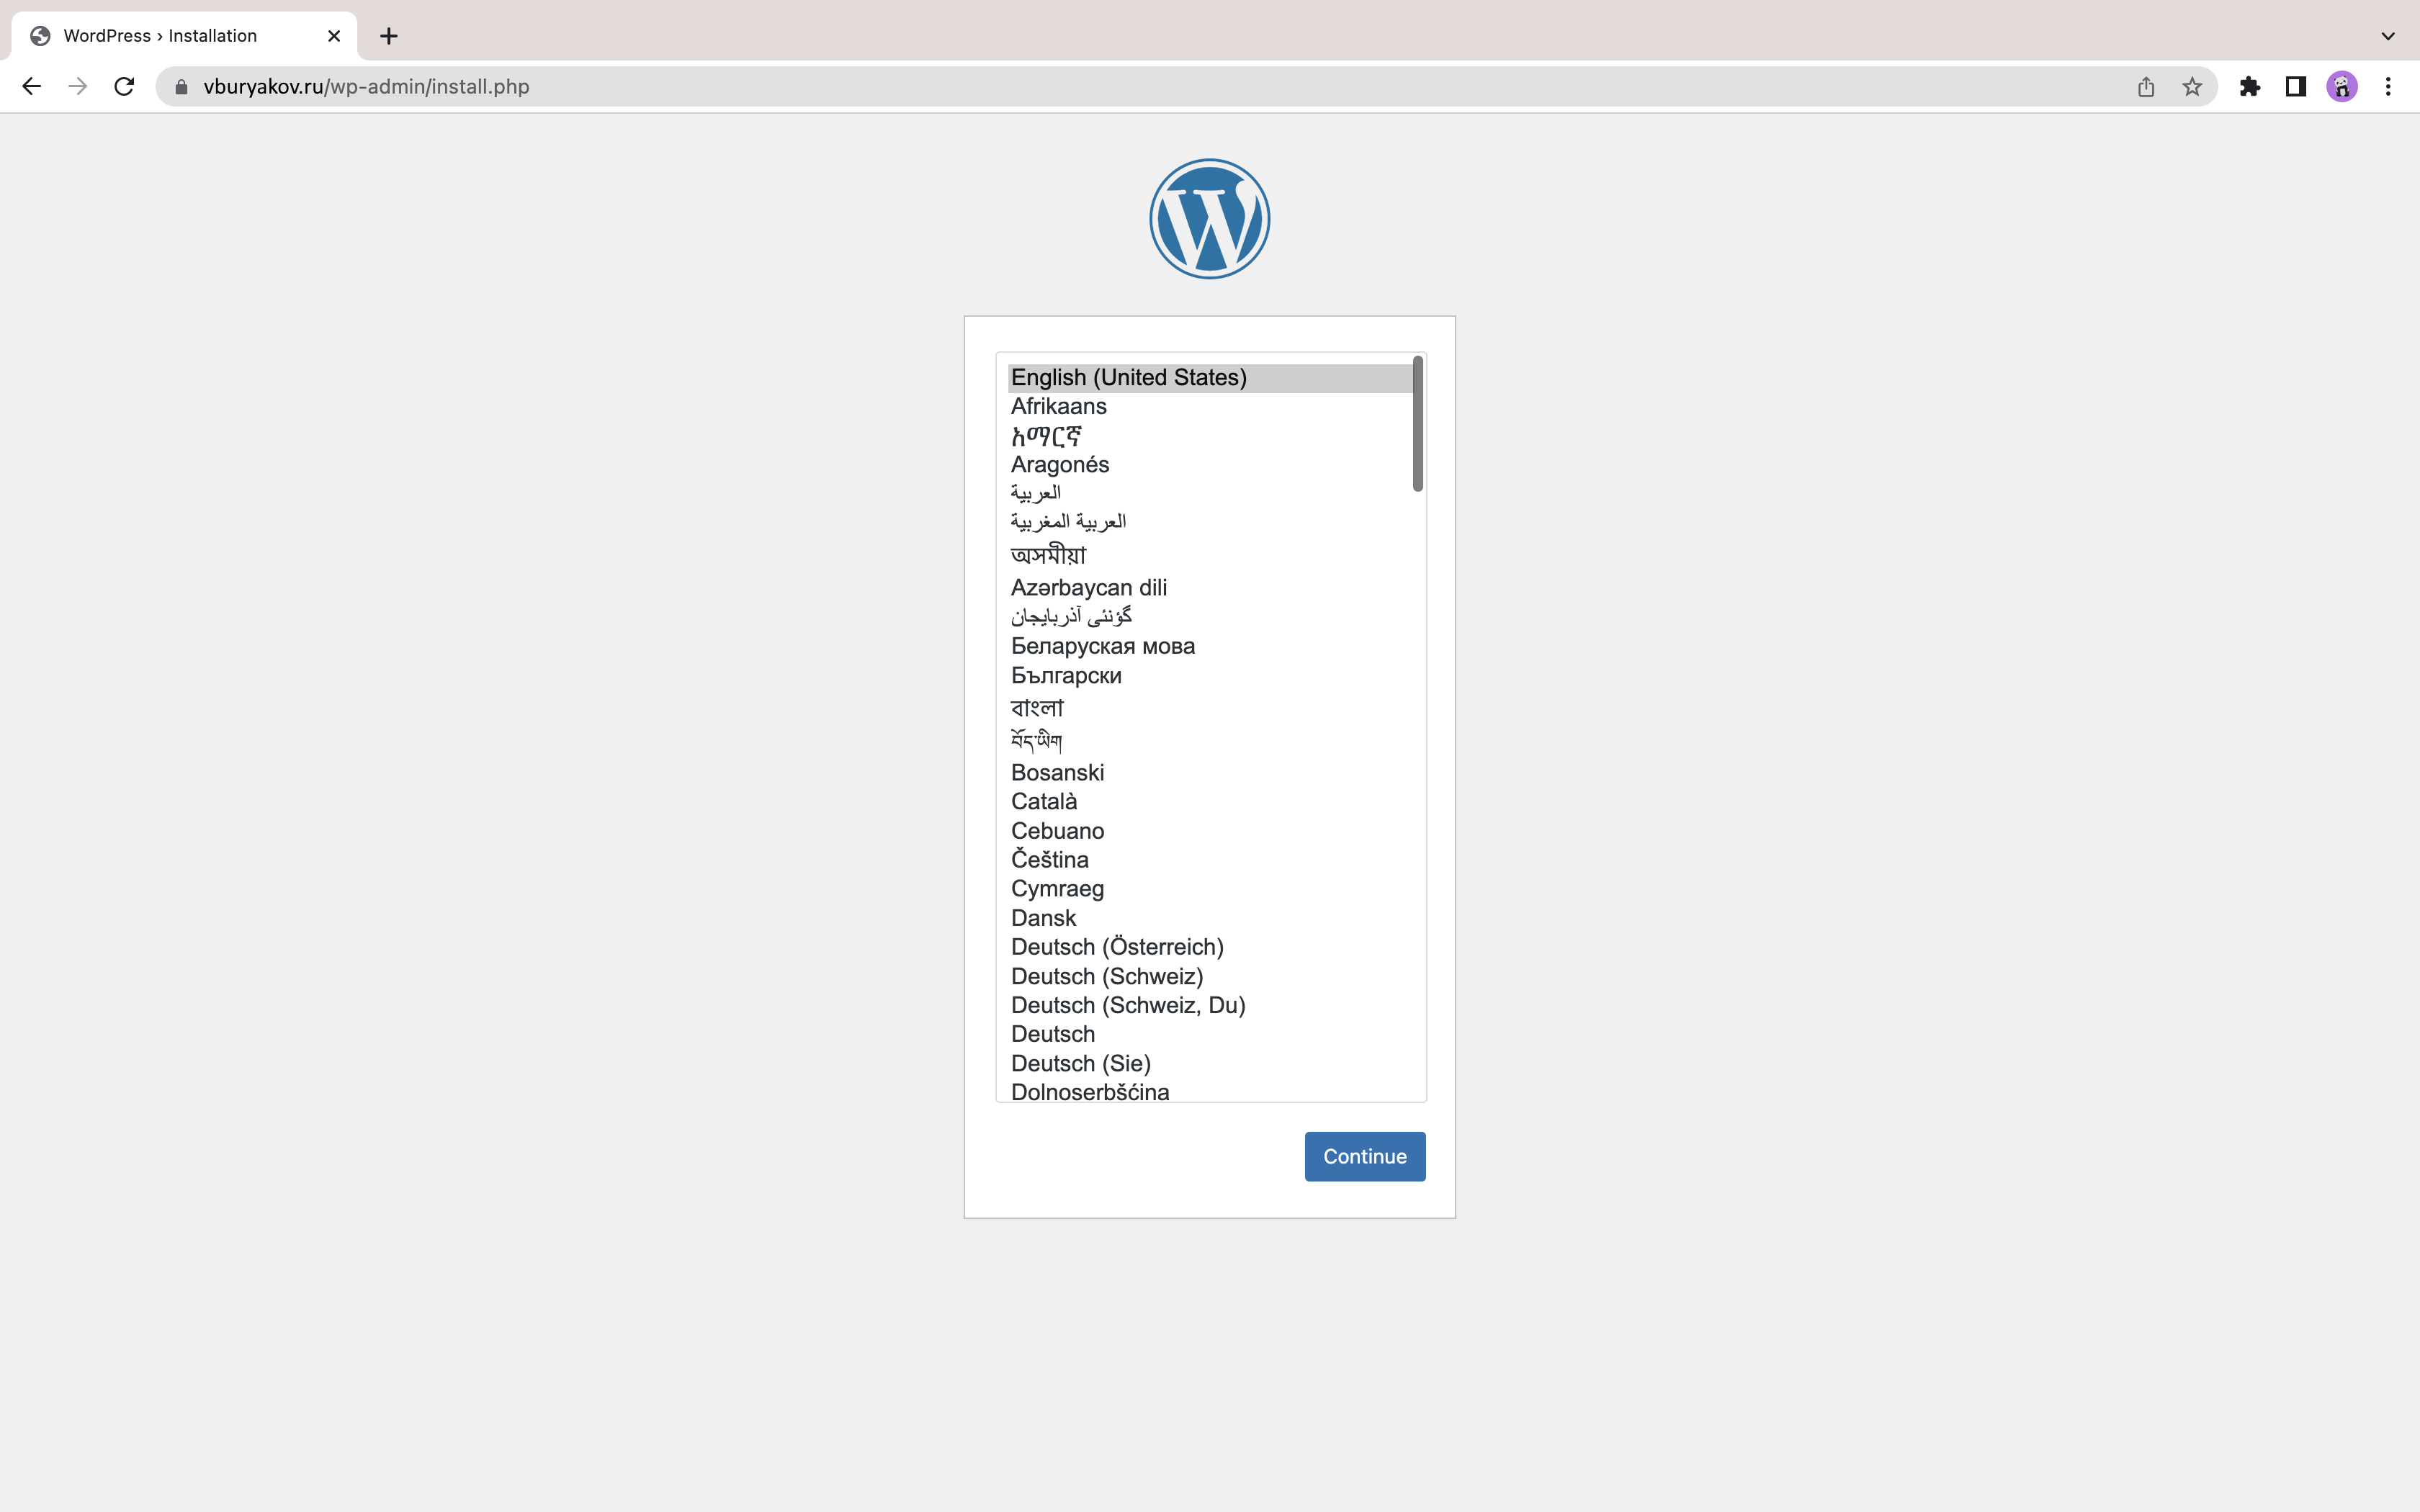 WordPress › Installation
vburyakov.ru/wp-admin/install.php
English (United States)
Afrikaans
አማርኛ
Aragonés
العربية
العربية المغربية
অসমীয়া
Azərbaycan dili
گؤنئی آذربایجان
Беларуская мова
Български
বাংলা
བོད་ཡིག
Bosanski
Català
Cebuano
Čeština
Cymraeg
Dansk
Deutsch (Österreich)
Deutsch (Schweiz)
Deutsch (Schweiz, Du)
Deutsch
Deutsch (Sie)
Dolnoserbšćina
Continue